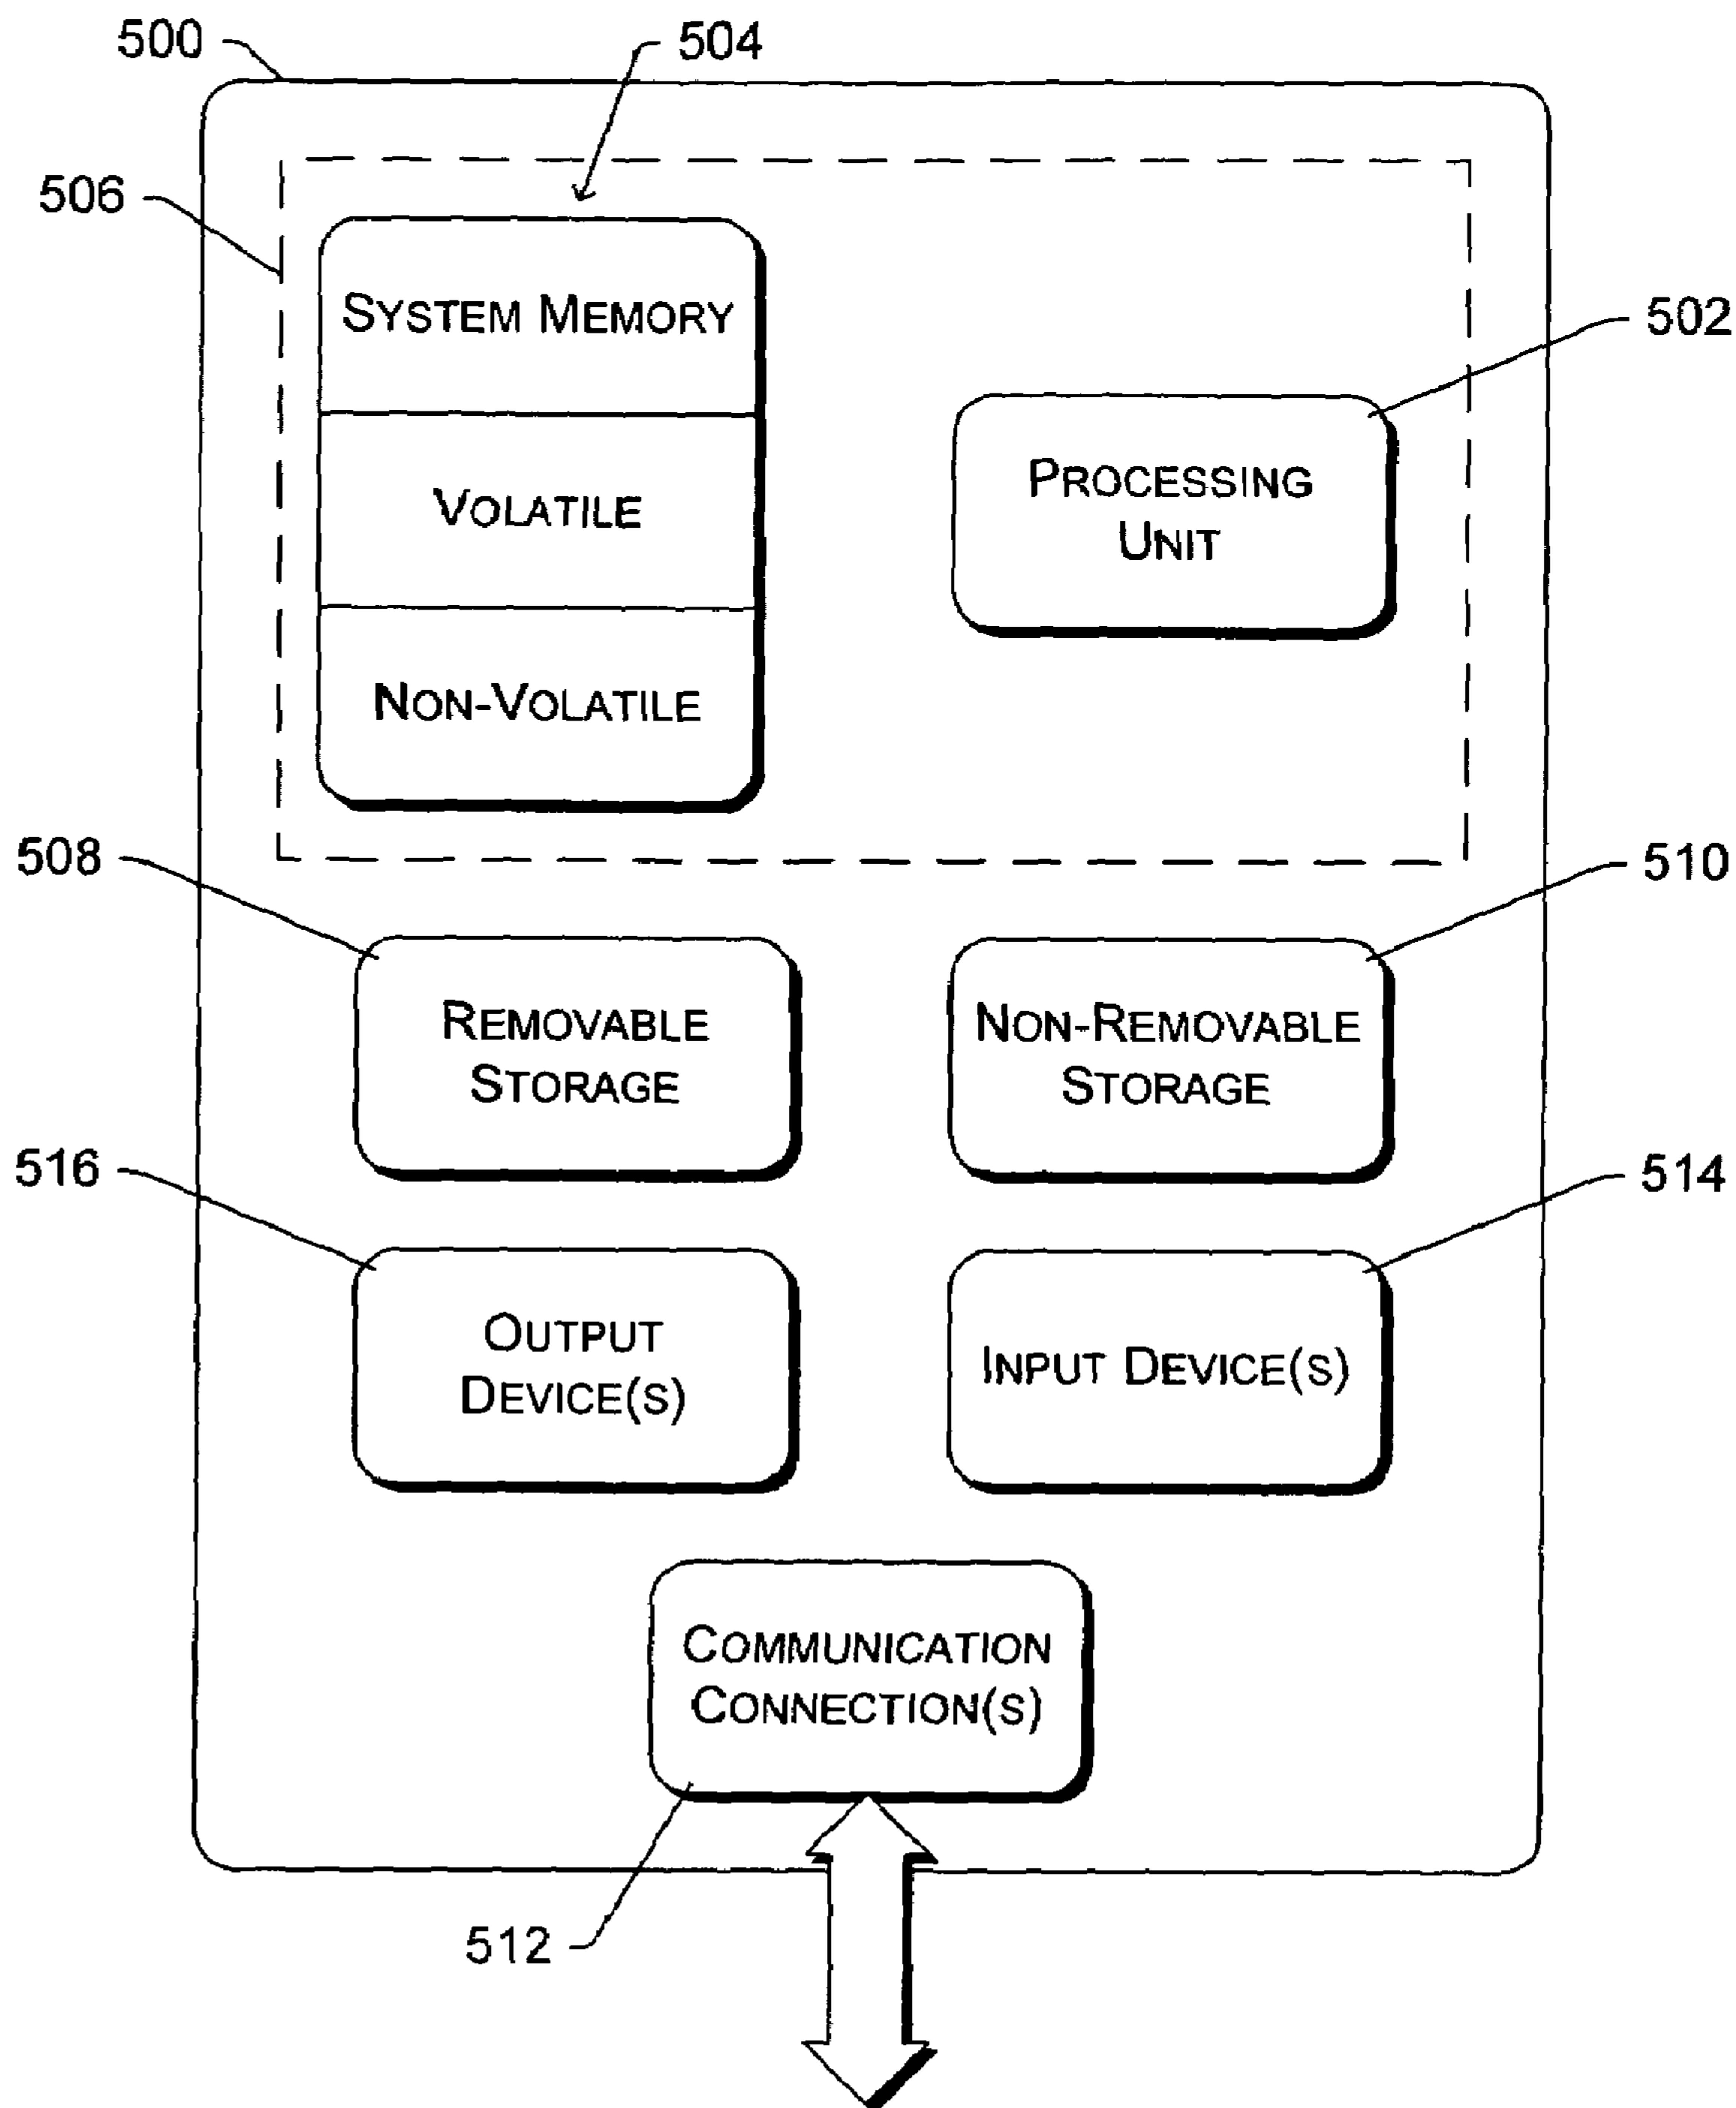 500
504
506
SYSTEM MEMORY
502
PROCESSING
UNIT
VOLATILE
NON-VOLATILE
508
510
REMOVABLE
STORAGE
NON-REMOVABLE
STORAGE
516
514
OUTPUT
DEVICE(S)
INPUT DEVICE(S)
COMMUNICATION
CONNECTION(S)
512